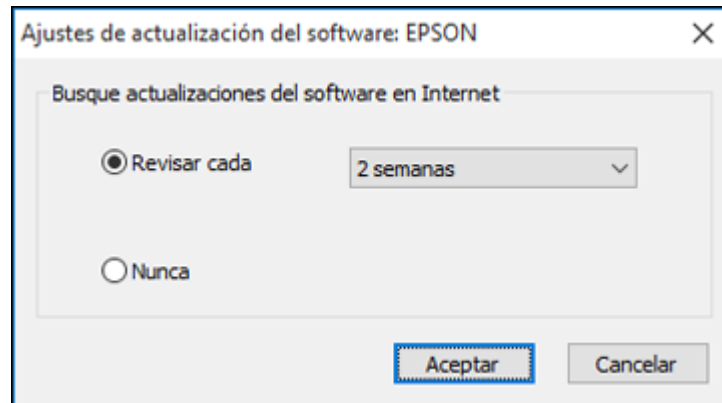 Ajustes de actualización del software: EPSON
Busque actualizaciones del software en Internet
Revisar cada 2 semanas
Nunca
Aceptar Cancelar